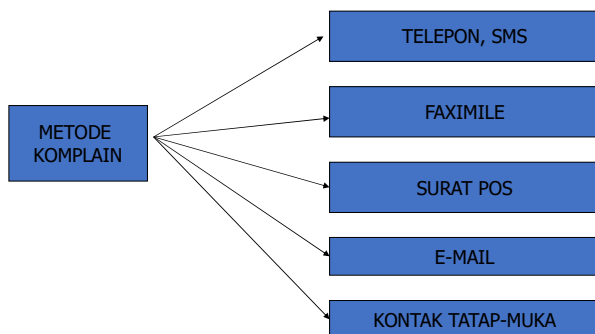 METODE
KOMPLAIN
TELEPON, SMS
FAXIMILE
SURAT POS
E-MAIL
KONTAK TATAP-MUKA